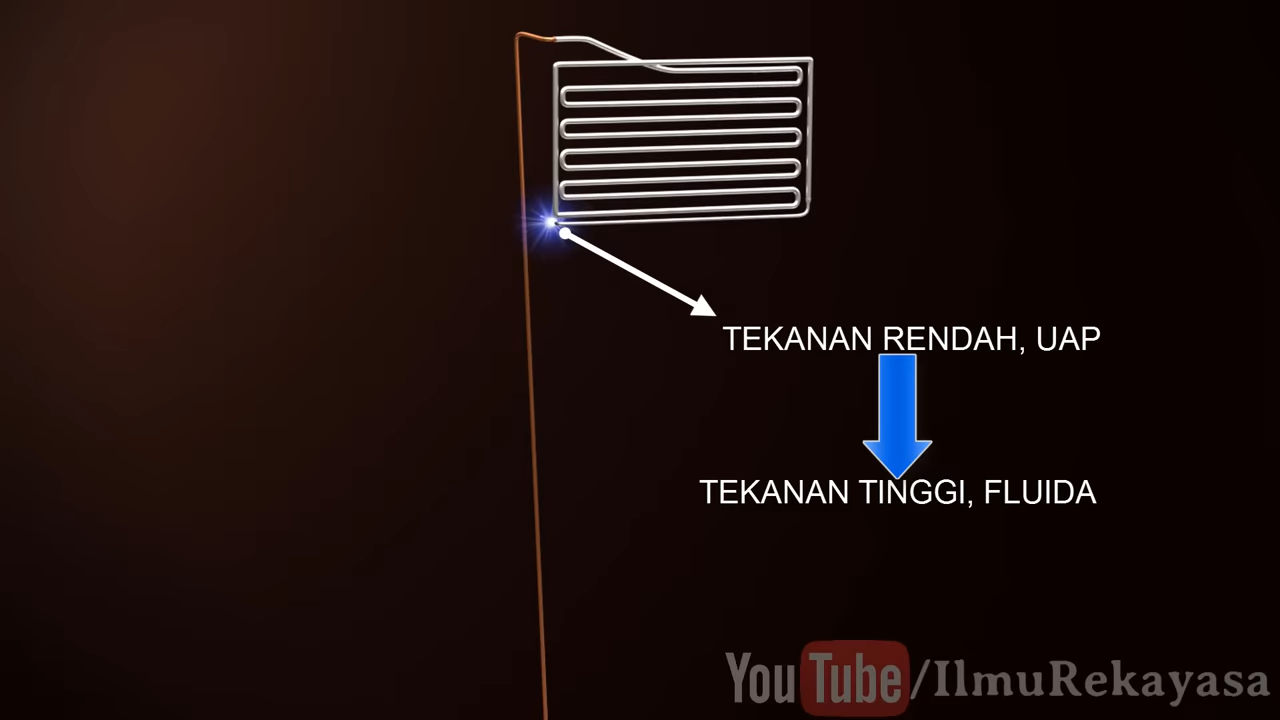 TEKANAN RENDAH, UAP
TEKANAN TINGGI, FLUIDA
YouTube/IlmuRekayasa